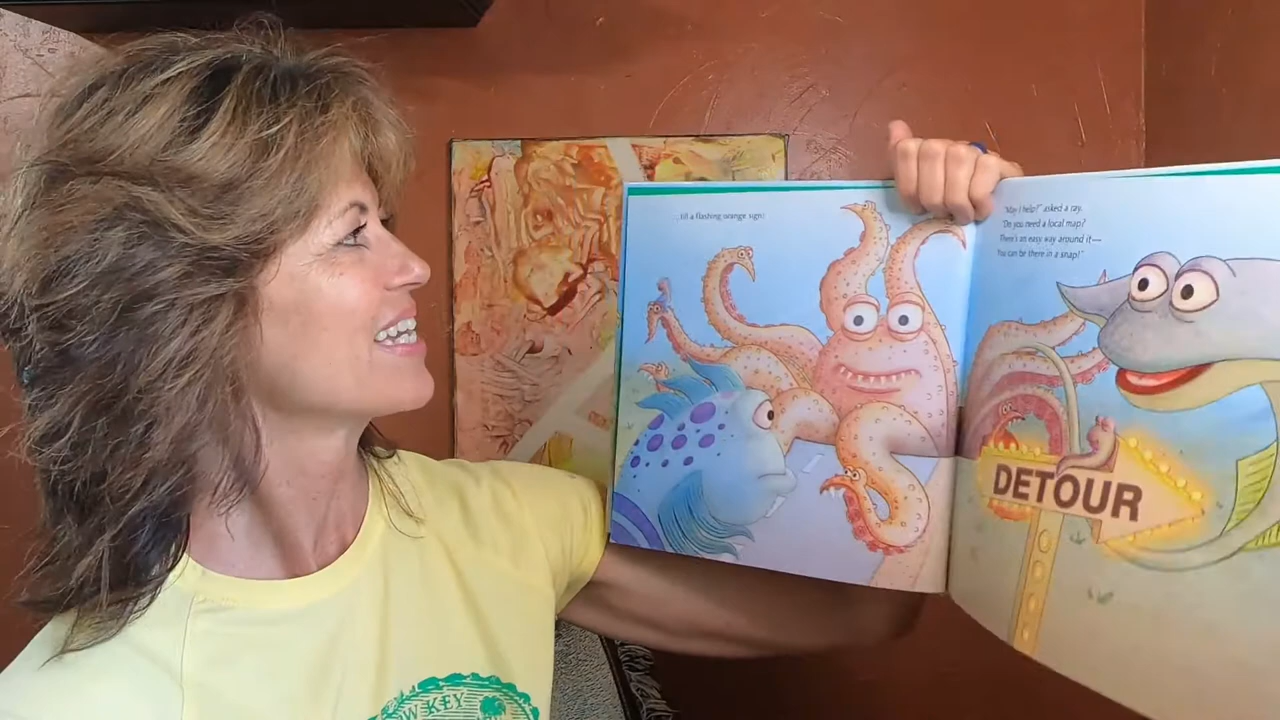 ...till a flashing orange sign:
"May I help?" asked a ray.
"Do you need a local map?
There's an easy way around it—
You can be there in a snap!"
DETOUR
W KEY